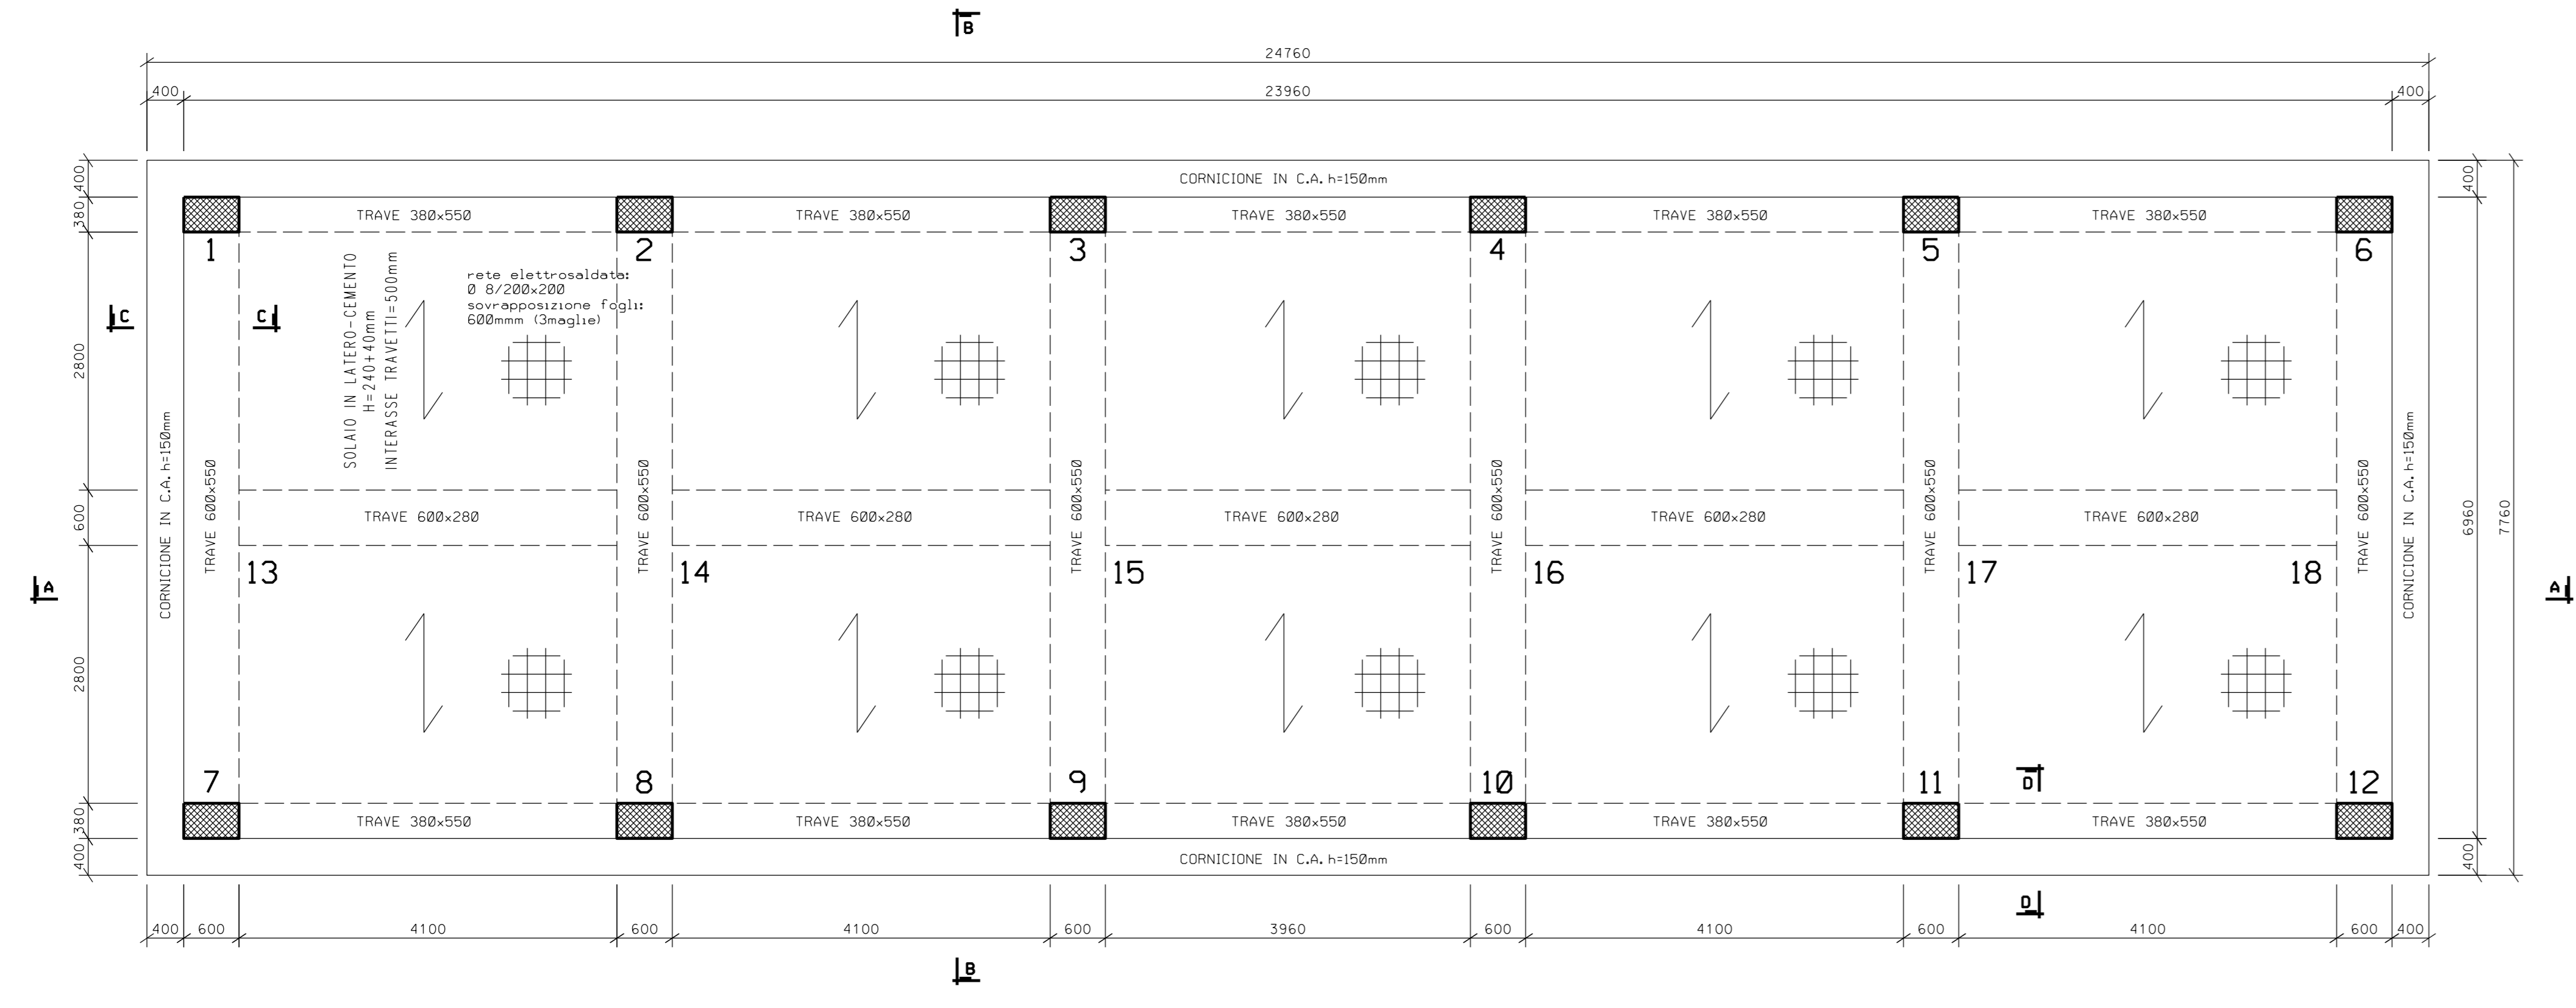 B
24760
400 23960 400
CORNICIONE IN C.A. h=150mm
400
400
380
TRAVE 380x550 TRAVE 380x550 TRAVE 380x550 TRAVE 380x550 TRAVE 380x550
1 2 3 4 5 6
SOLAIO IN LATERO-CEMENTO
H=240+40mm
INTERASSE TRAVETTI=500mm
rete elettrosaldata:
Ø 8/200x200
sovrapposizione fogli:
600mmm (3maglie)
C C
2800
CORNICIONE IN C.A. h=150mm
TRAVE 600x550
TRAVE 600x550
TRAVE 600x550
TRAVE 600x550
TRAVE 600x550
TRAVE 600x550
CORNICIONE IN C.A. h=150mm
600
TRAVE 600x280 TRAVE 600x280 TRAVE 600x280 TRAVE 600x280 TRAVE 600x280
6960
7760
13 14 15 16 17 18
A A
2800
7 8 9 10 11 12
D
380
TRAVE 380x550 TRAVE 380x550 TRAVE 380x550 TRAVE 380x550 TRAVE 380x550
400
400
CORNICIONE IN C.A. h=150mm
D
400 600 4100 600 4100 600 3960 600 4100 600 4100 600 400
B